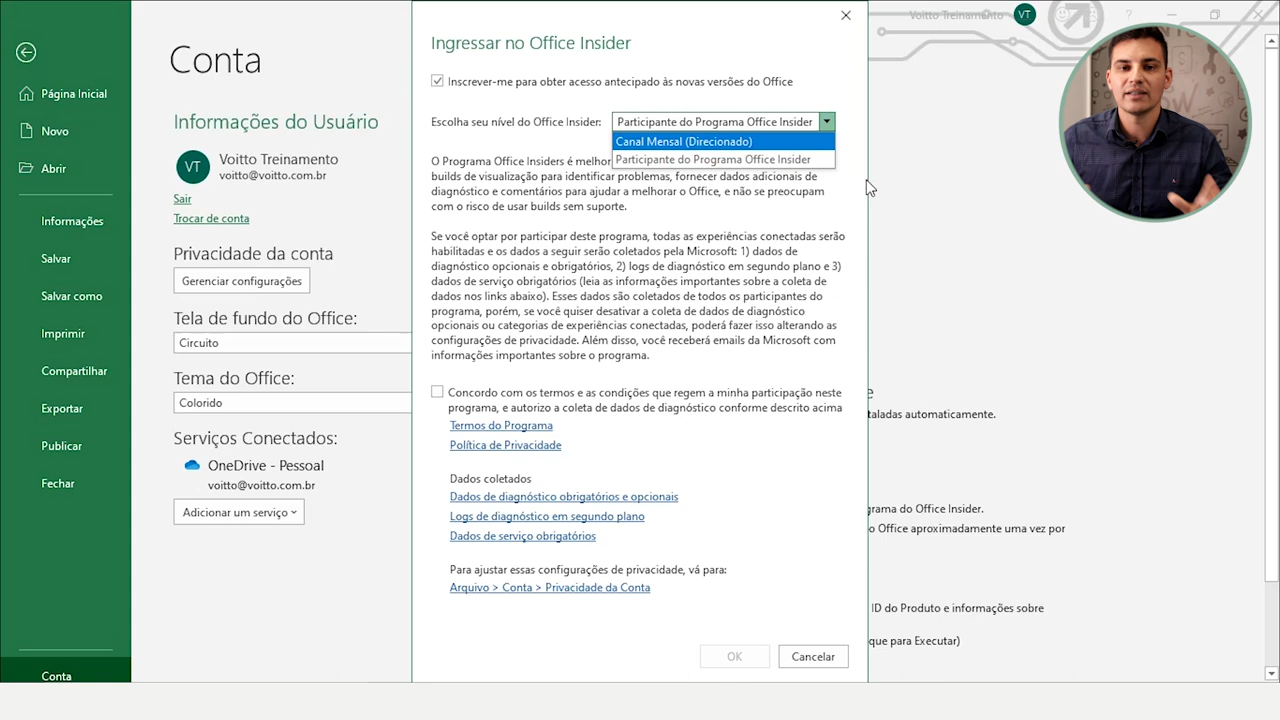 Página Inicial
Novo
Abrir
Informações
Salvar
Salvar como
Imprimir
Compartilhar
Exportar
Publicar
Fechar
Conta
Conta
Informações do Usuário
VT
Voitto Treinamento
voitto@voitto.com.br
Sair
Trocar de conta
Privacidade da conta
Gerenciar configurações
Tela de fundo do Office:
Circuito
Tema do Office:
Colorido
Serviços Conectados:
OneDrive - Pessoal
voitto@voitto.com.br
Adicionar um serviço
Ingressar no Office Insider
Inscrever-me para obter acesso antecipado às novas versões do Office
Escolha seu nível do Office Insider:
Participante do Programa Office Insider
Canal Mensal (Direcionado)
Participante do Programa Office Insider
O Programa Office Insiders é melhor
builds de visualização para identificar problemas, fornecer dados adicionais de
diagnóstico e comentários para ajudar a melhorar o Office, e não se preocupam
com o risco de usar builds sem suporte.
Se você optar por participar deste programa, todas as experiências conectadas serão
habilitadas e os dados a seguir serão coletados pela Microsoft: 1) dados de
diagnóstico opcionais e obrigatórios, 2) logs de diagnóstico em segundo plano e 3)
dados de serviço obrigatórios (leia as informações importantes sobre a coleta de
dados nos links abaixo). Esses dados são coletados de todos os participantes do
programa, porém, se você quiser desativar a coleta de dados de diagnóstico
opcionais ou categorias de experiências conectadas, poderá fazer isso alterando as
configurações de privacidade. Além disso, você receberá emails da Microsoft com
informações importantes sobre o programa.
Concordo com os termos e as condições que regem a minha participação neste
programa, e autorizo a coleta de dados de diagnóstico conforme descrito acima
Termos do Programa
Política de Privacidade
Dados coletados
Dados de diagnóstico obrigatórios e opcionais
Logs de diagnóstico em segundo plano
Dados de serviço obrigatórios
Para ajustar essas configurações de privacidade, vá para:
Arquivo > Conta > Privacidade da Conta
OK
Cancelar
Voitto Treinamento
VT
e
taladas automaticamente.
grama do Office Insider.
o Office aproximadamente uma vez por
ID do Produto e informações sobre
que para Executar)